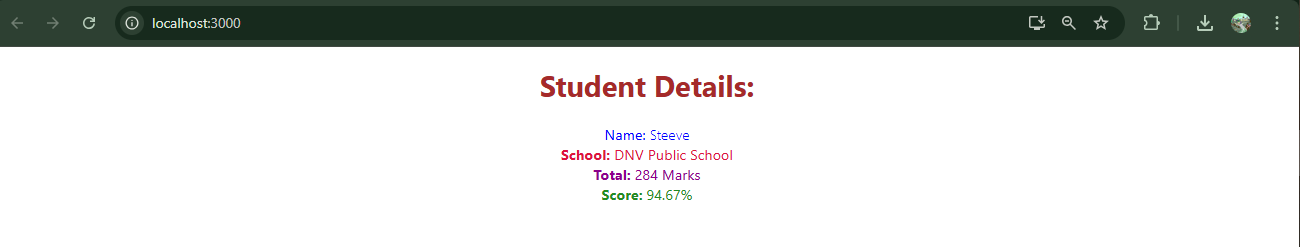 localhost:3000
Student Details:
Name: Steeve
School: DNV Public School
Total: 284 Marks
Score: 94.67%